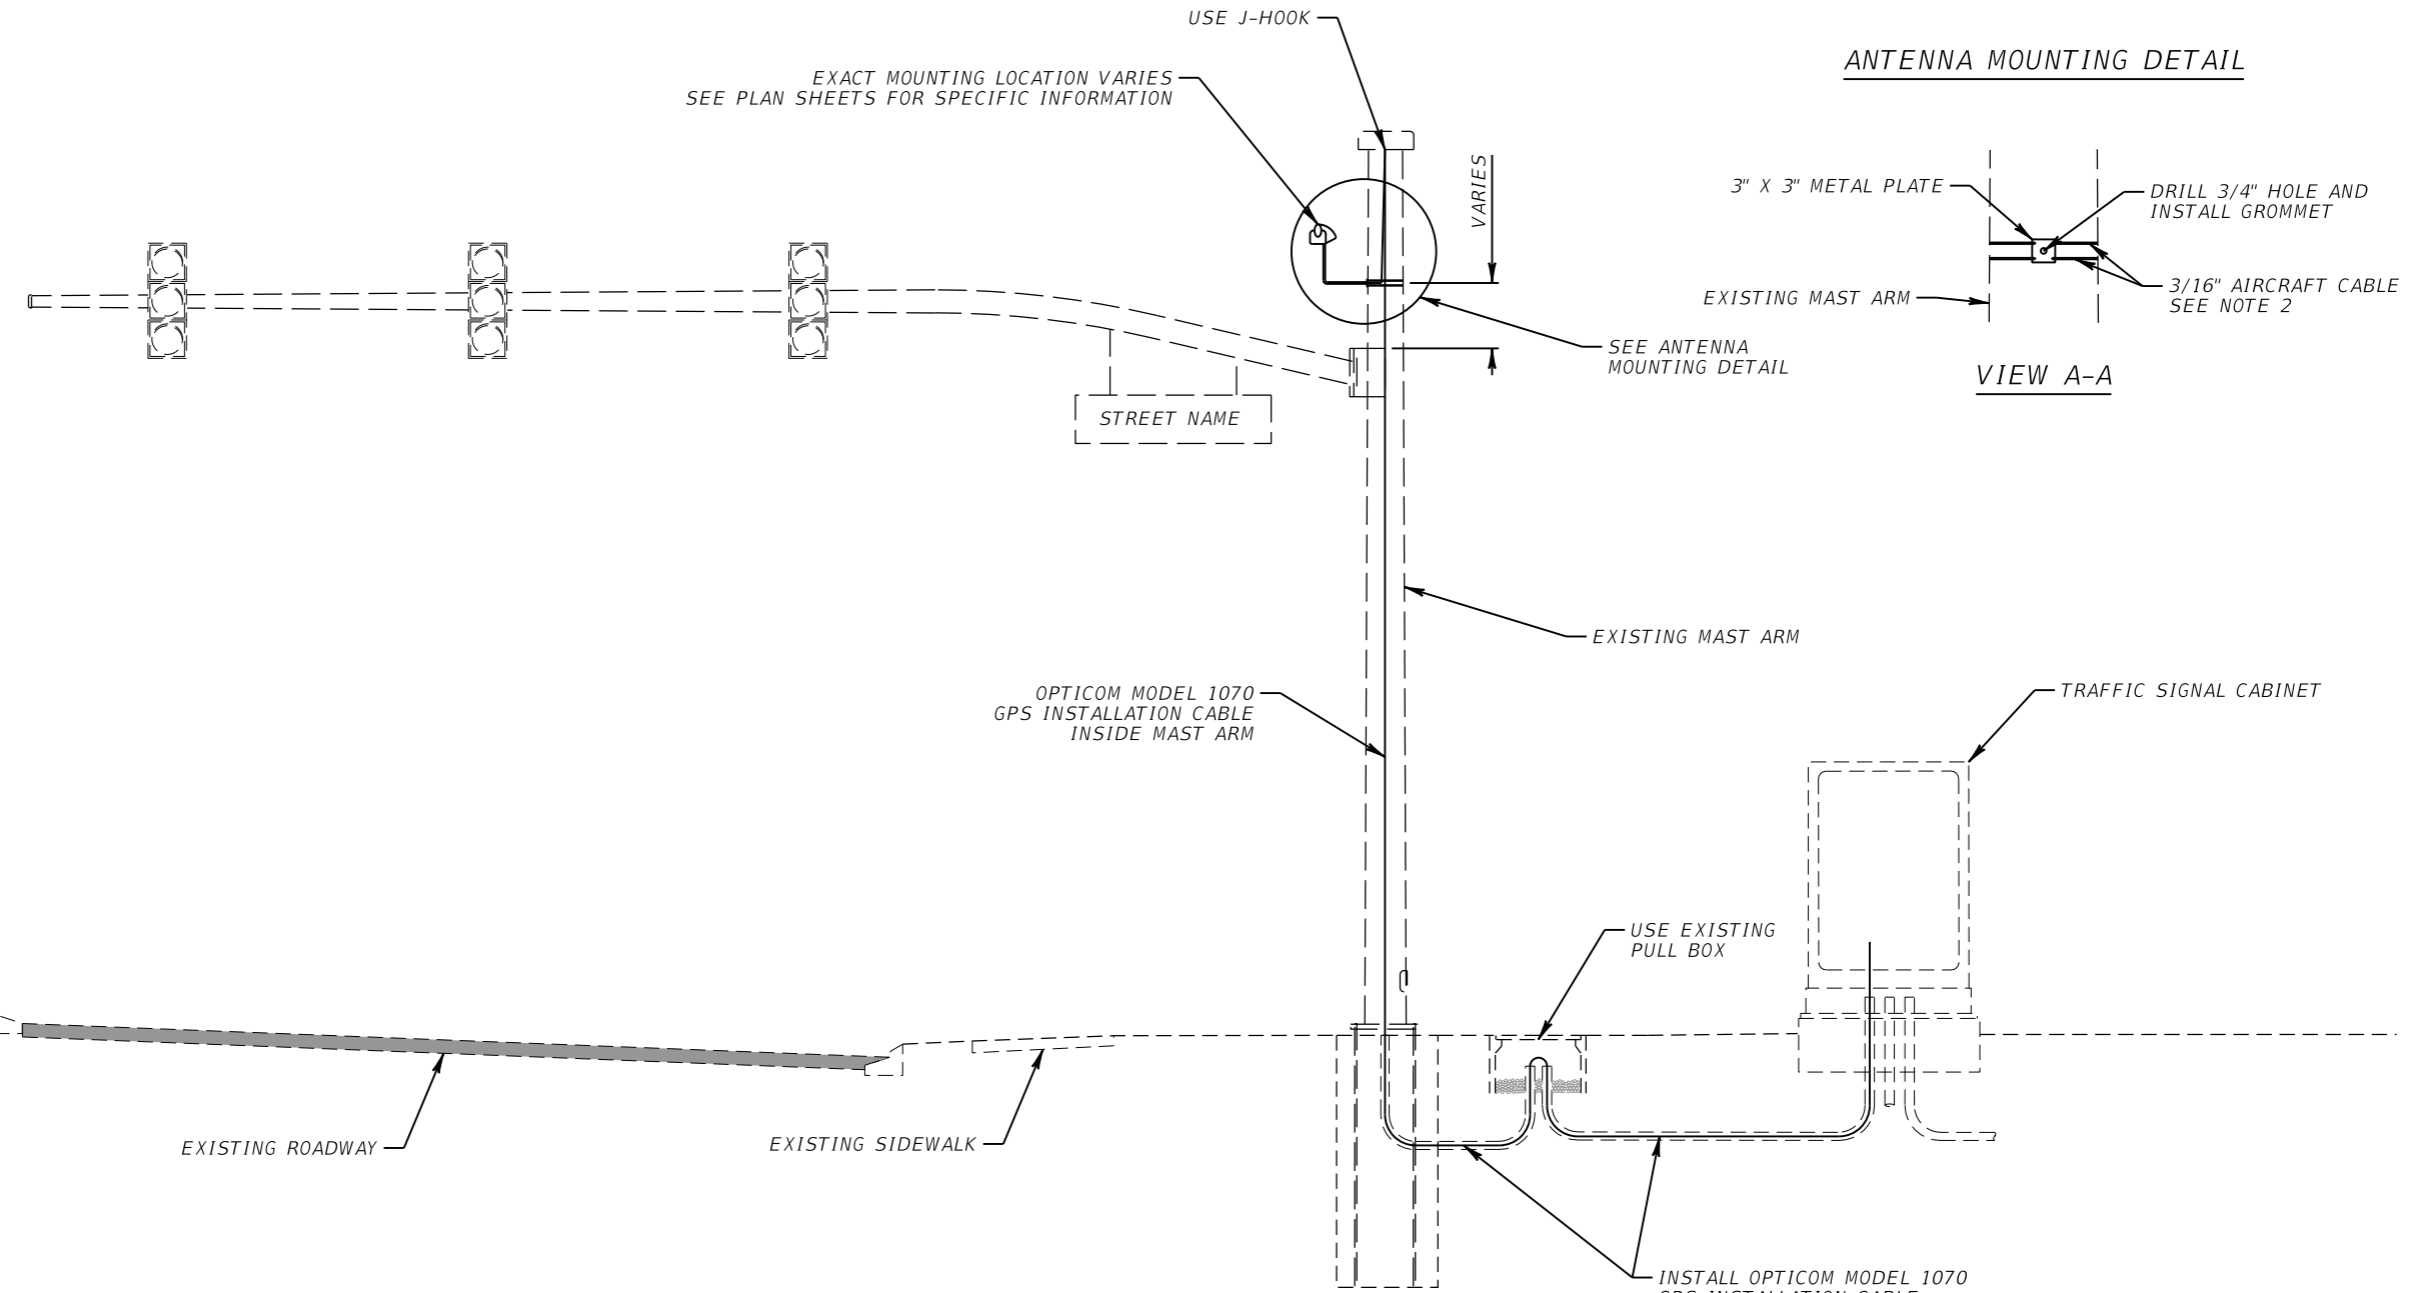 USE J-HOOK
EXACT MOUNTING LOCATION VARIES
SEE PLAN SHEETS FOR SPECIFIC INFORMATION
VARIES
SEE ANTENNA
MOUNTING DETAIL
STREET NAME
ANTENNA MOUNTING DETAIL
3" X 3" METAL PLATE
DRILL 3/4" HOLE AND
INSTALL GROMMET
EXISTING MAST ARM
3/16" AIRCRAFT CABLE
SEE NOTE 2
VIEW A-A
EXISTING MAST ARM
OPTICOM MODEL 1070
GPS INSTALLATION CABLE
INSIDE MAST ARM
TRAFFIC SIGNAL CABINET
USE EXISTING
PULL BOX
EXISTING ROADWAY
EXISTING SIDEWALK
INSTALL OPTICOM MODEL 1070
GPS INSTALLATION CABLE